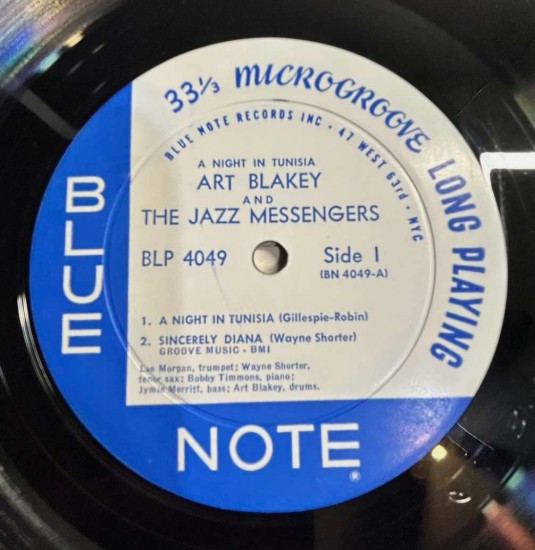 33⅓ MICROGROOVE LONG PLAYING
BLUE NOTE RECORDS INC • 47 WEST 63rd • NYC
A NIGHT IN TUNISIA
ART BLAKEY
AND
THE JAZZ MESSENGERS
BLP 4049
Side 1
(BN 4049-A)
1. A NIGHT IN TUNISIA (Gillespie-Robin)
2. SINCERELY DIANA (Wayne Shorter)
GROOVE MUSIC - BMI
Lee Morgan, trumpet; Wayne Shorter,
tenor sax; Bobby Timmons, piano;
Jymie Merritt, bass; Art Blakey, drums.
BLUE
NOTE
®